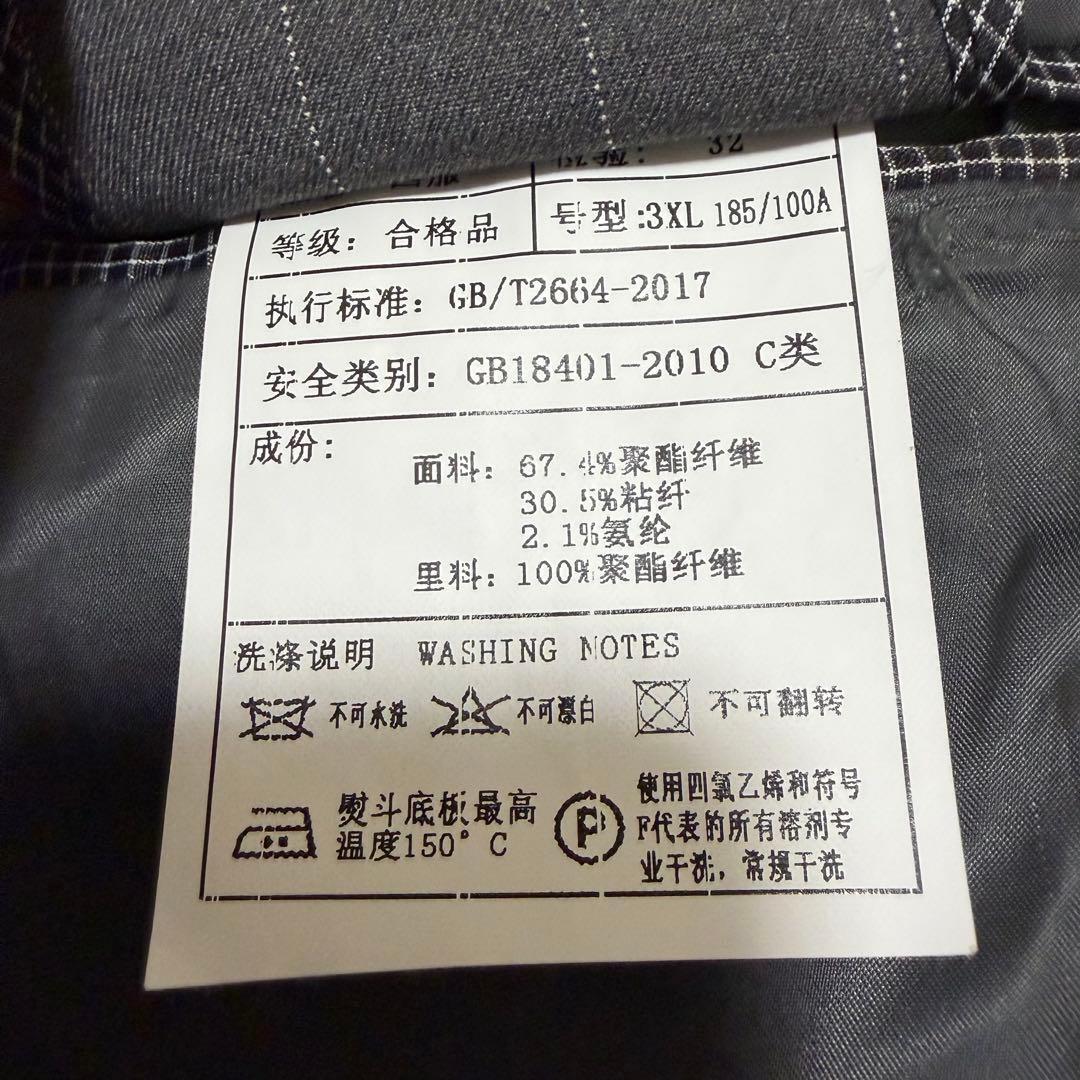 检验: 32
等级: 合格品
号型:3XL 185/100A
执行标准: GB/T2664-2017
安全类别: GB18401-2010 C类
成份:
面料: 67.4%聚酯纤维
30.5%粘纤
2.1%氨纶
里料: 100%聚酯纤维
洗涤说明 WASHING NOTES
不可水洗 不可漂白 不可翻转
熨斗底板最高
温度150°C
P
使用四氯乙烯和符号
F代表的所有溶剂专
业干洗, 常规干洗